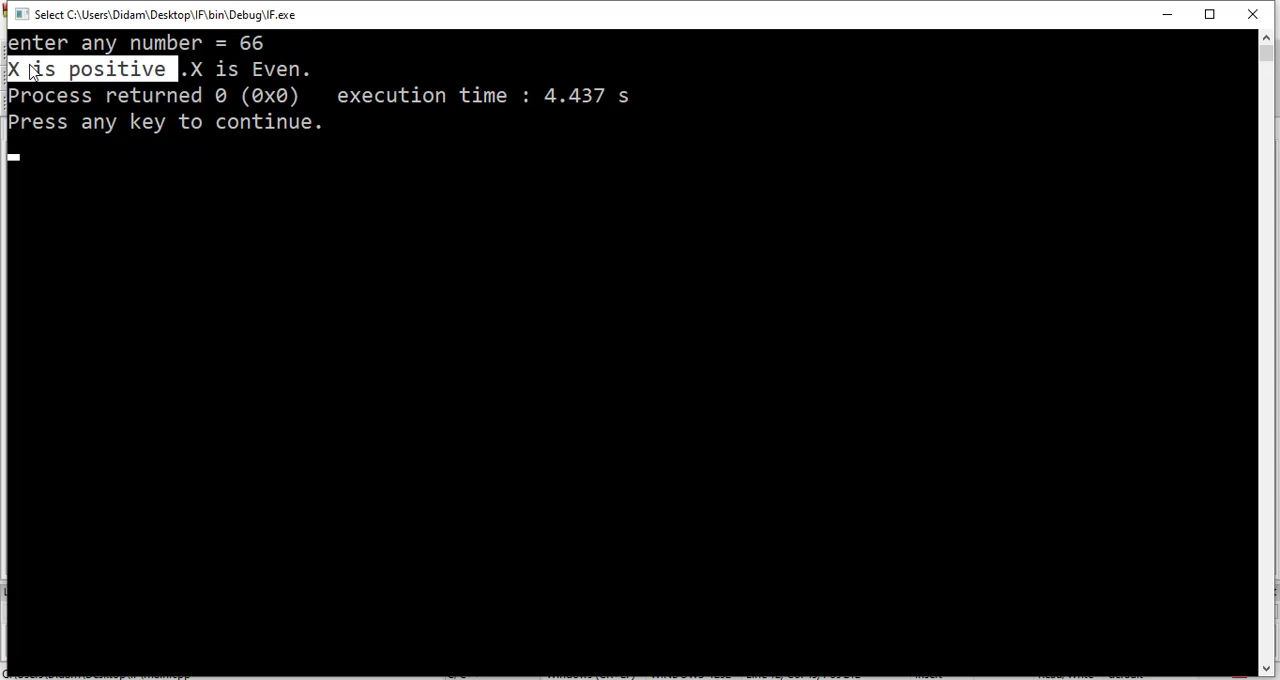 Select C:\Users\Didam\Desktop\IF\bin\Debug\IF.exe
enter any number = 66
X is positive .X is Even.
Process returned 0 (0x0)   execution time : 4.437 s
Press any key to continue.